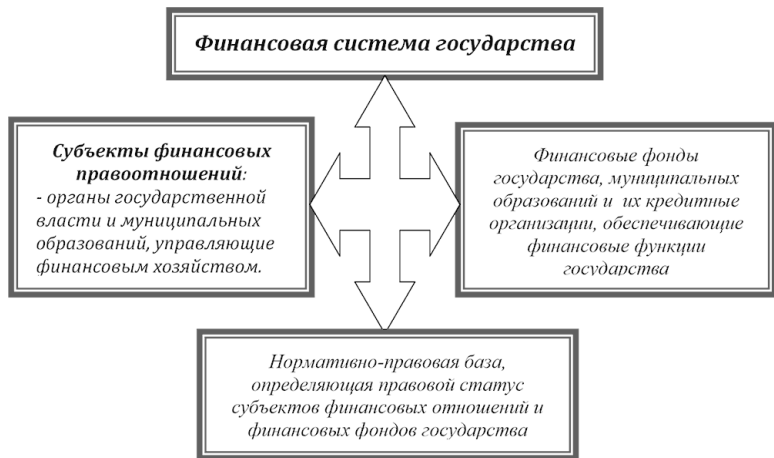 Финансовая система государства
Субъекты финансовых
правоотношений:
- органы государственной
власти и муниципальных
образований, управляющие
финансовым хозяйством.
Финансовые фонды
государства, муниципальных
образований и их кредитные
организации, обеспечивающие
финансовые функции
государства
Нормативно-правовая база,
определяющая правовой статус
субъектов финансовых отношений и
финансовых фондов государства